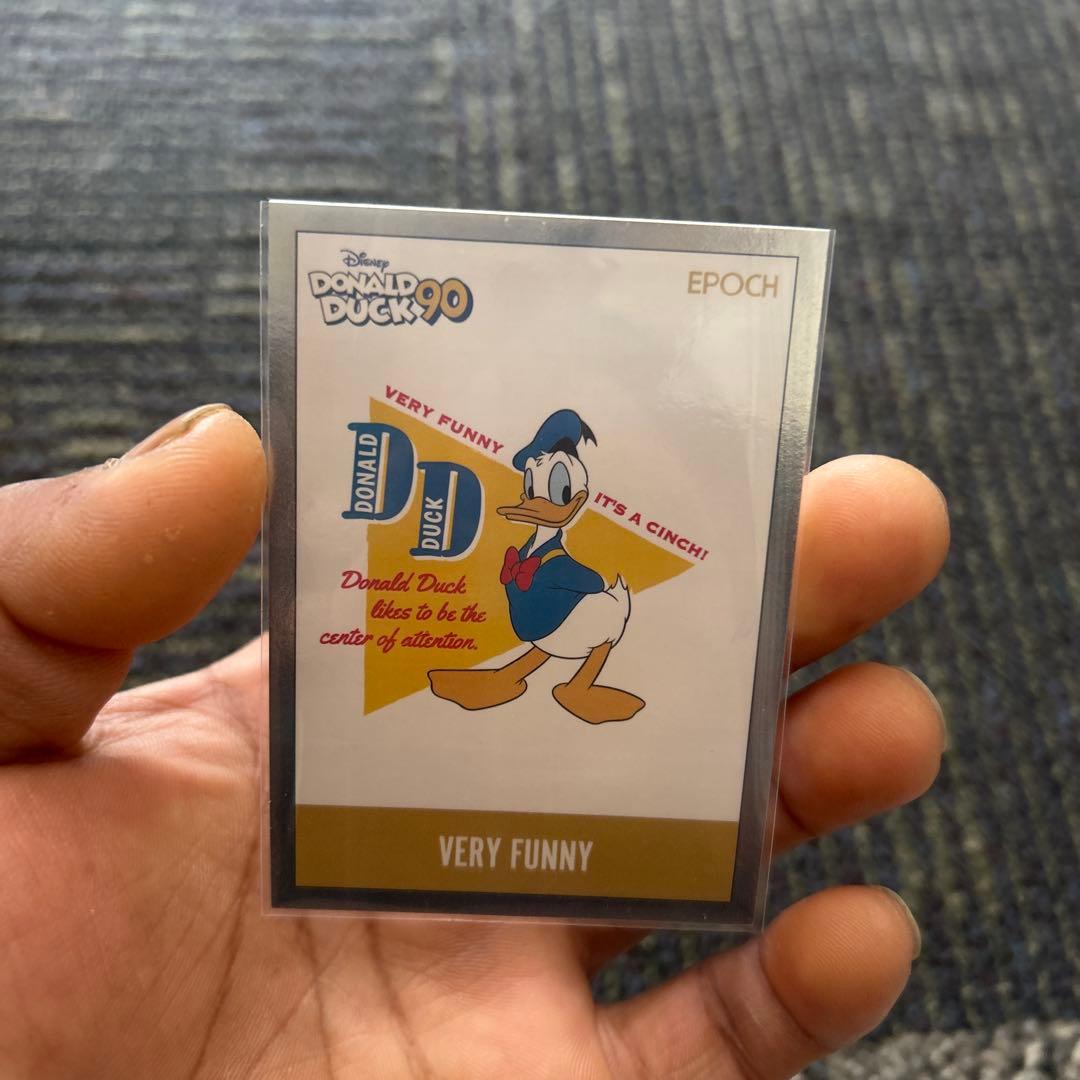 Disney
DONALD
DUCK 90
EPOCH
VERY FUNNY
DONALD
DUCK
IT'S A CINCH!
Donald Duck
likes to be the
center of attention.
VERY FUNNY